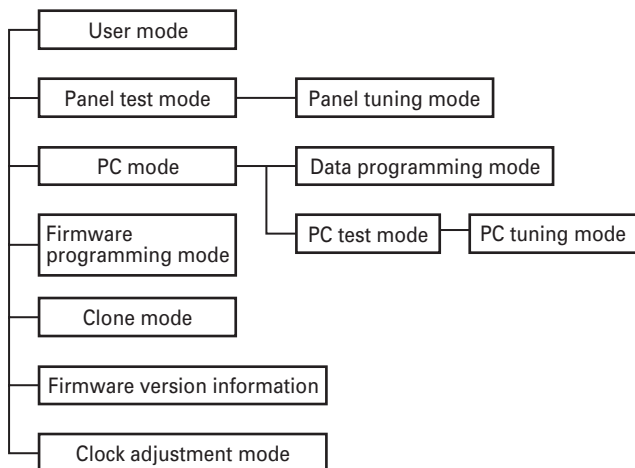 User mode
Panel test mode
Panel tuning mode
PC mode
Data programming mode
PC test mode
PC tuning mode
Firmware
programming mode
Clone mode
Firmware version information
Clock adjustment mode